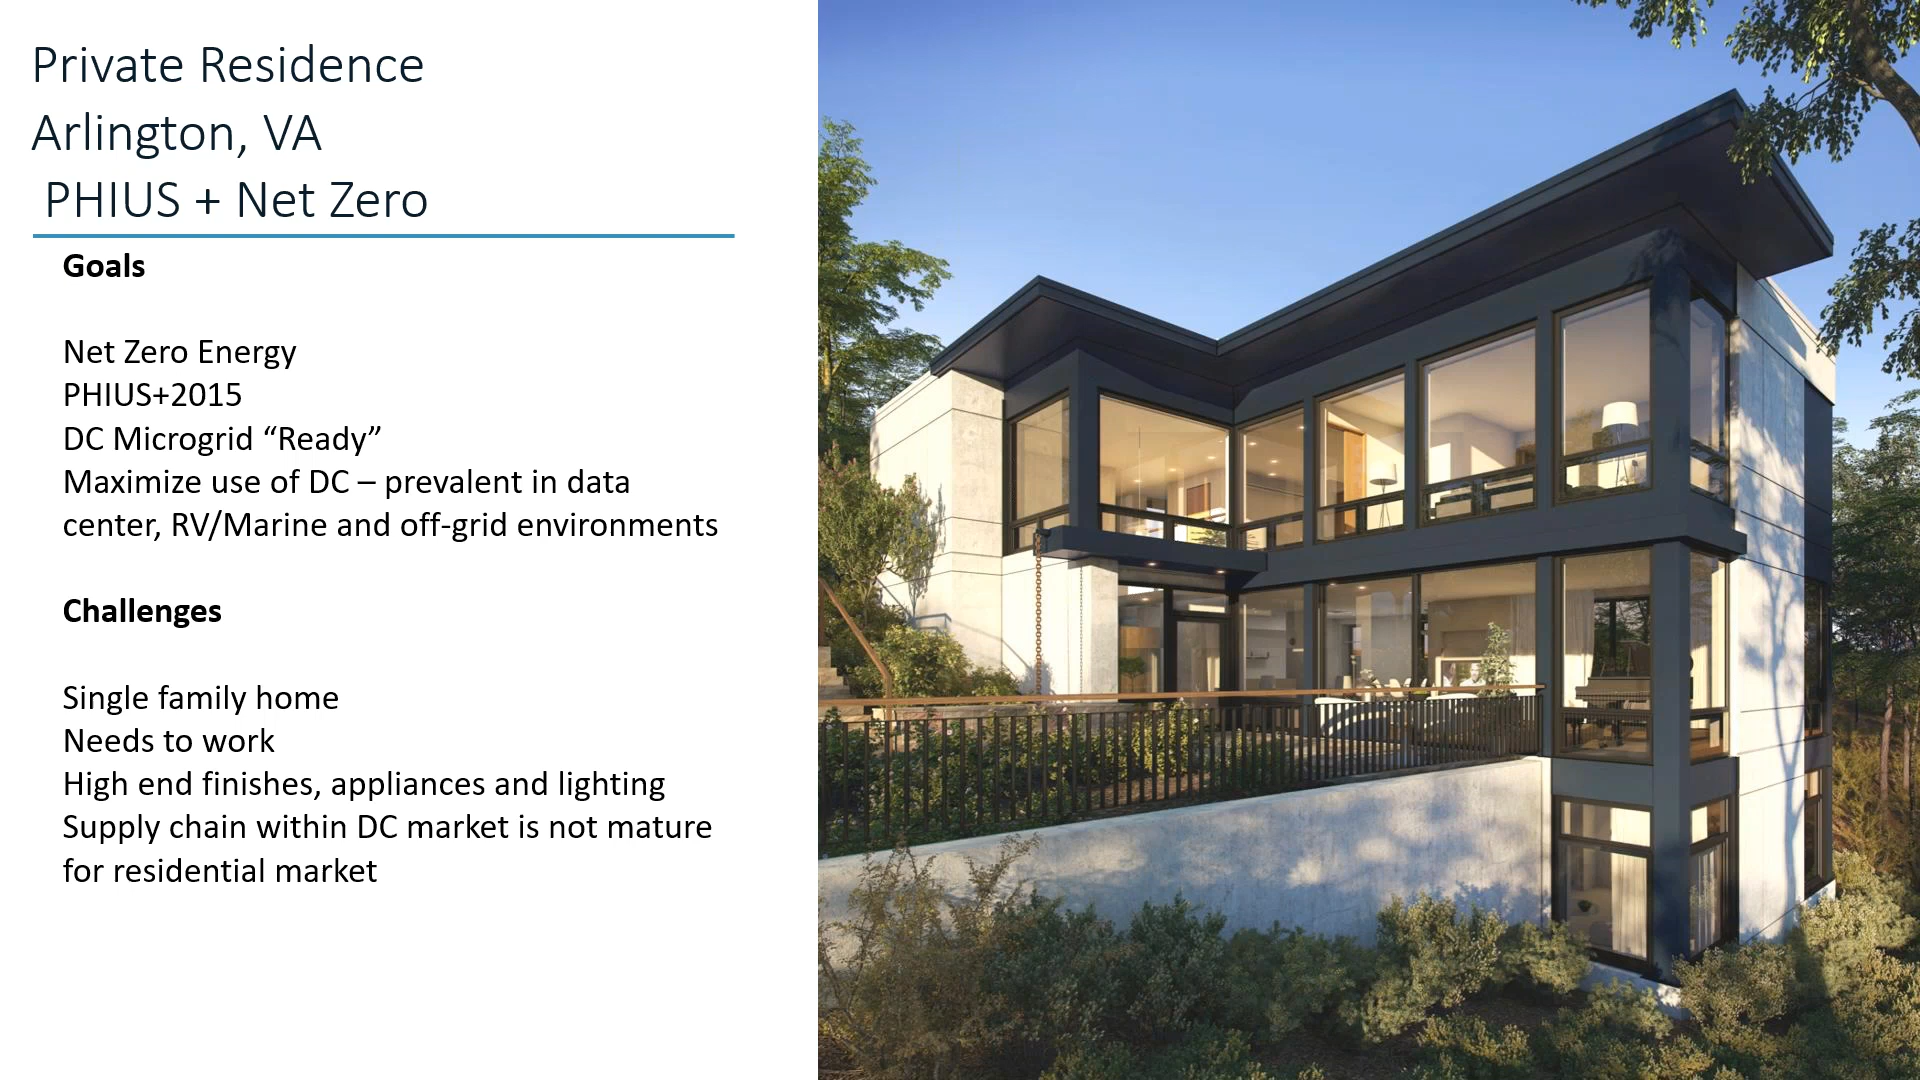 Private Residence
Arlington, VA
PHIUS + Net Zero
Goals
Net Zero Energy
PHIUS+2015
DC Microgrid “Ready”
Maximize use of DC – prevalent in data
center, RV/Marine and off-grid environments
Challenges
Single family home
Needs to work
High end finishes, appliances and lighting
Supply chain within DC market is not mature
for residential market